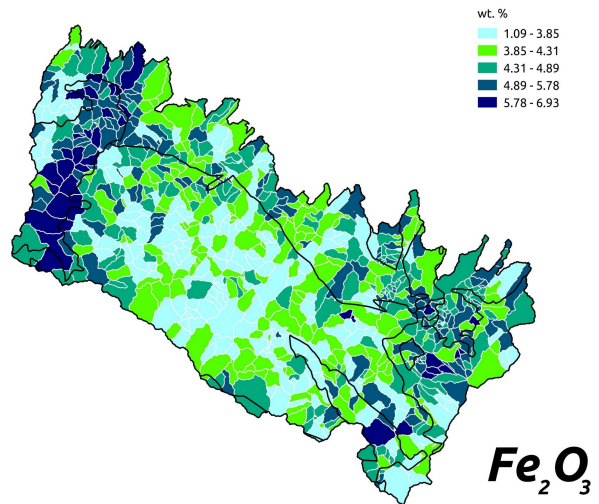 wt. %
1.09 - 3.85
3.85 - 4.31
4.31 - 4.89
4.89 - 5.78
5.78 - 6.93
Fe₂O₃